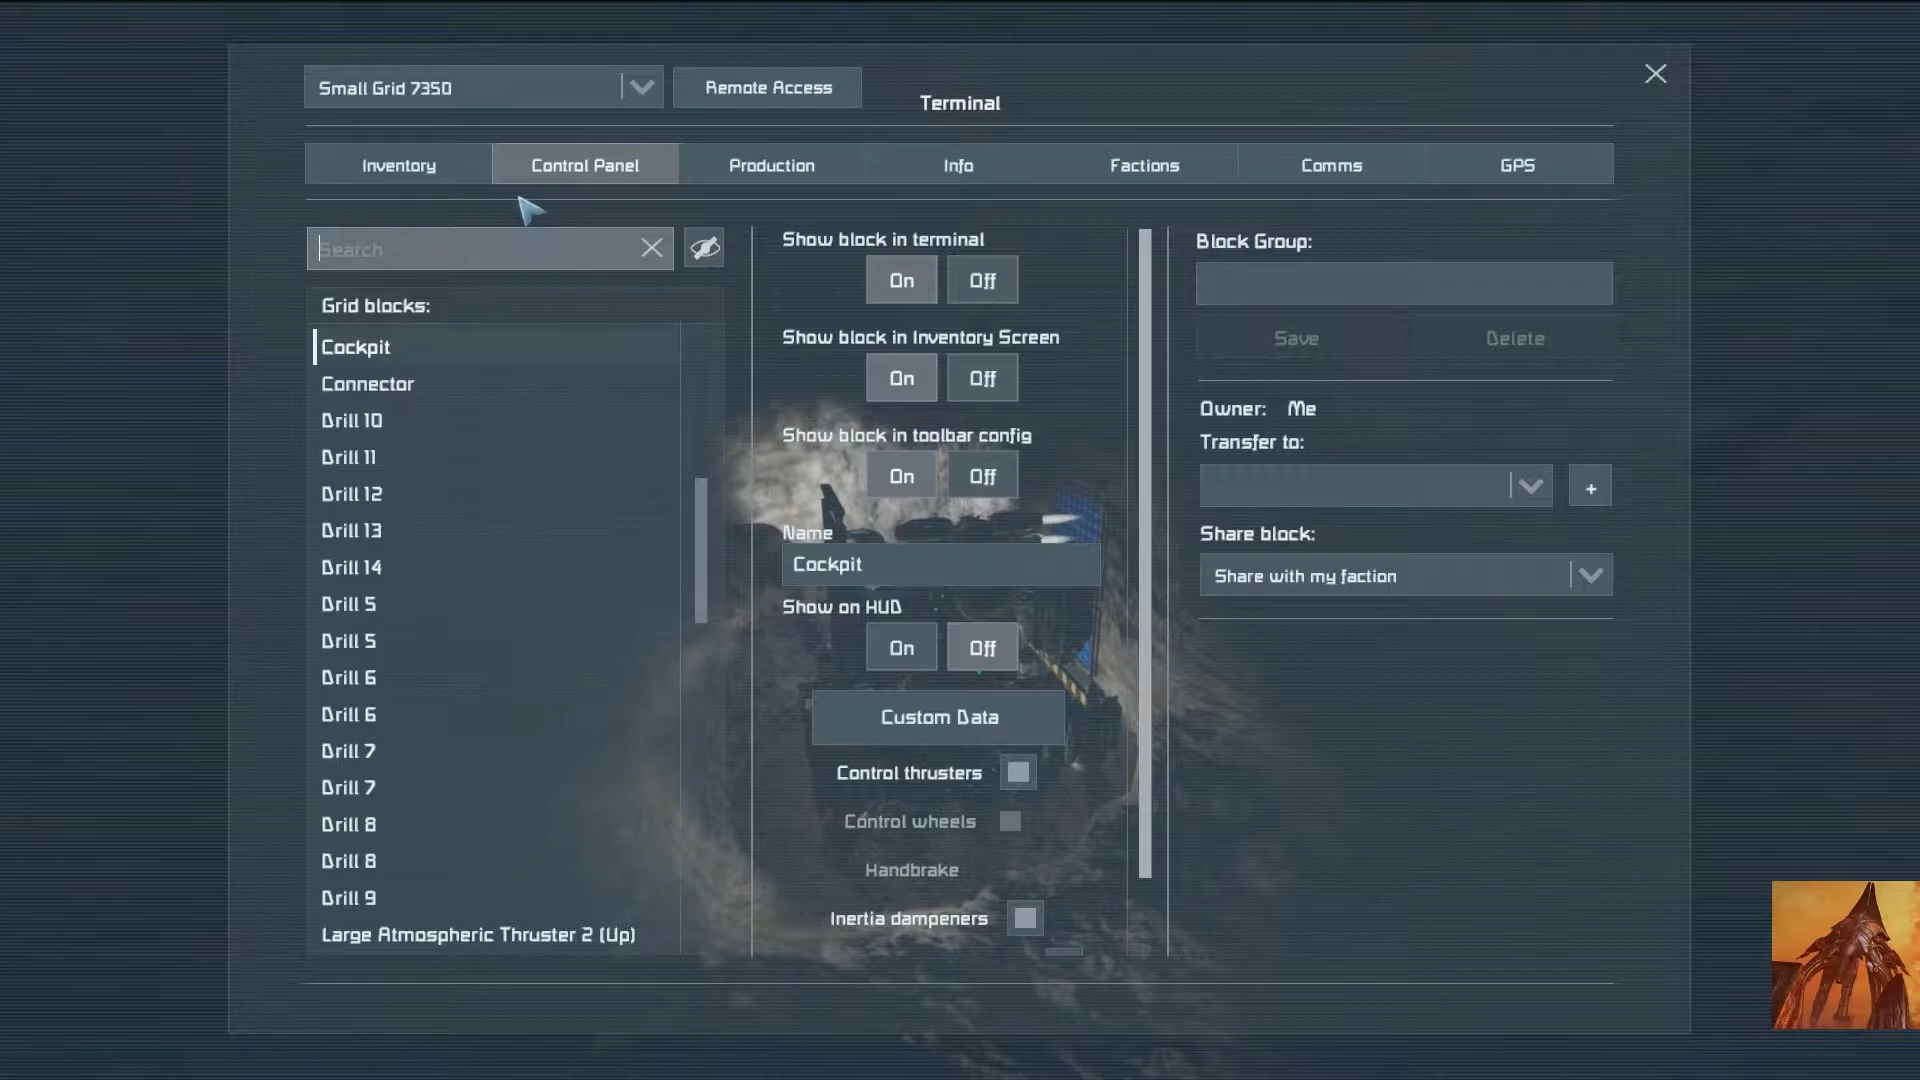 Small Grid 7350
Remote Access
Terminal
Inventory
Control Panel
Production
Info
Factions
Comms
GPS
Search
Grid blocks:
Cockpit
Connector
Drill 10
Drill 11
Drill 12
Drill 13
Drill 14
Drill 5
Drill 5
Drill 6
Drill 6
Drill 7
Drill 7
Drill 8
Drill 8
Drill 9
Large Atmospheric Thruster 2 (Up)
Show block in terminal
On Off
Show block in Inventory Screen
On Off
Show block in toolbar config
On Off
Name
Cockpit
Show on HUD
On Off
Custom Data
Control thrusters
Control wheels
Handbrake
Inertia dampeners
Block Group:
Save Delete
Owner: Me
Transfer to:
+
Share block:
Share with my faction